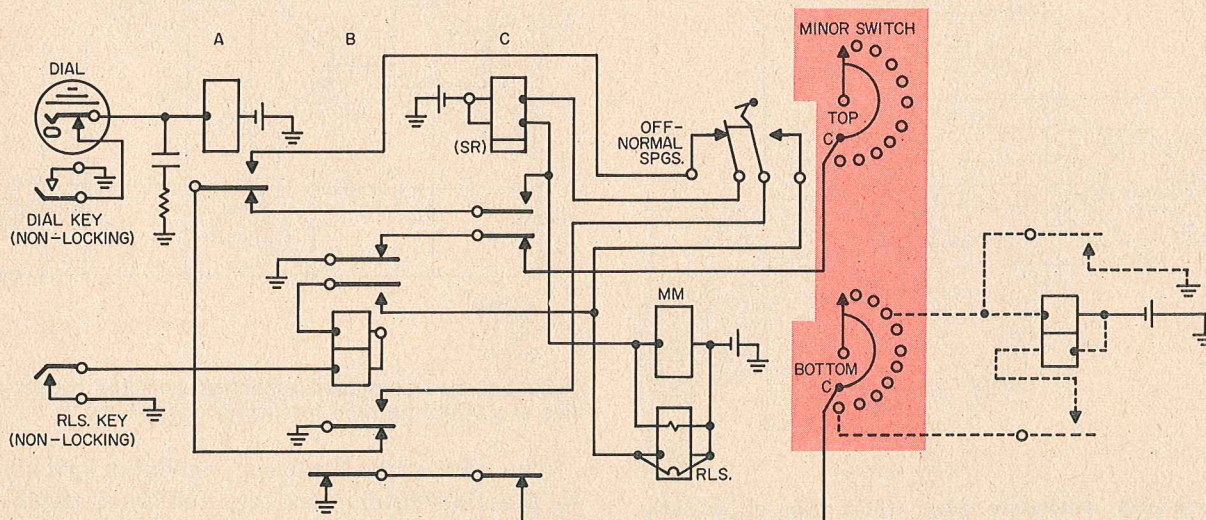 A
B
C
MINOR SWITCH
DIAL
TOP
C
(SR)
OFF-
NORMAL
SPGS.
DIAL KEY
(NON-LOCKING)
MM
BOTTOM
C
RLS. KEY
(NON-LOCKING)
RLS.